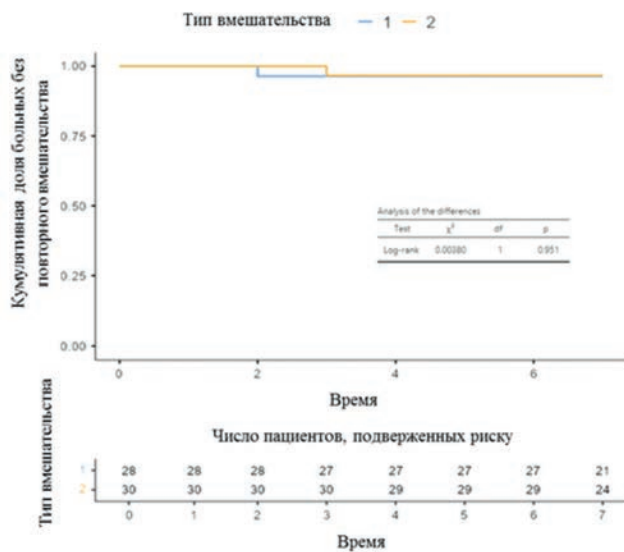 Тип вмешательства 1 2
Кумулятивная доля больных без
повторного вмешательства
1.00
0.75
0.50
0.25
0.00
Analysis of the differences
Test χ² df p
Log-rank 0.00380 1 0.951
0 2 4 6
Время
Число пациентов, подверженных риску
Тип вмешательства
1 28 28 28 27 27 27 27 21
2 30 30 30 30 29 29 29 24
0 1 2 3 4 5 6 7
Время